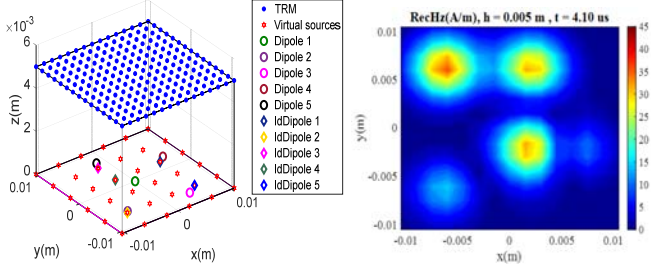 ×10⁻³
6
4
2
0
z(m)
0.01
0
-0.01
y(m)
-0.01
0
0.01
x(m)
TRM
Virtual sources
Dipole 1
Dipole 2
Dipole 3
Dipole 4
Dipole 5
IdDipole 1
IdDipole 2
IdDipole 3
IdDipole 4
IdDipole 5
RecHz(A/m), h = 0.005 m , t = 4.10 us
0.01
0.005
0
-0.005
-0.01
y(m)
-0.01
-0.005
0
0.005
0.01
x(m)
45
40
35
30
25
20
15
10
5
0